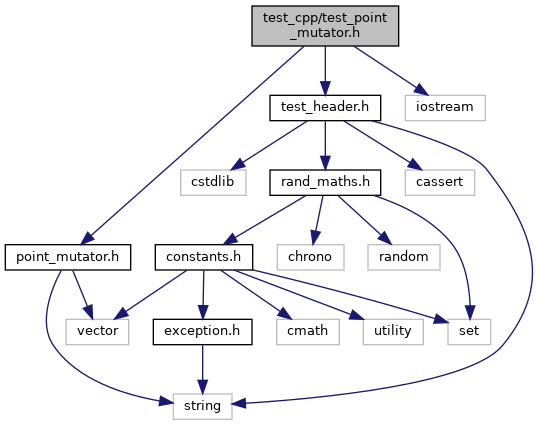 test_cpp/test_point
_mutator.h
test_header.h
iostream
cstdlib
rand_maths.h
cassert
point_mutator.h
constants.h
chrono
random
vector
exception.h
cmath
utility
set
string